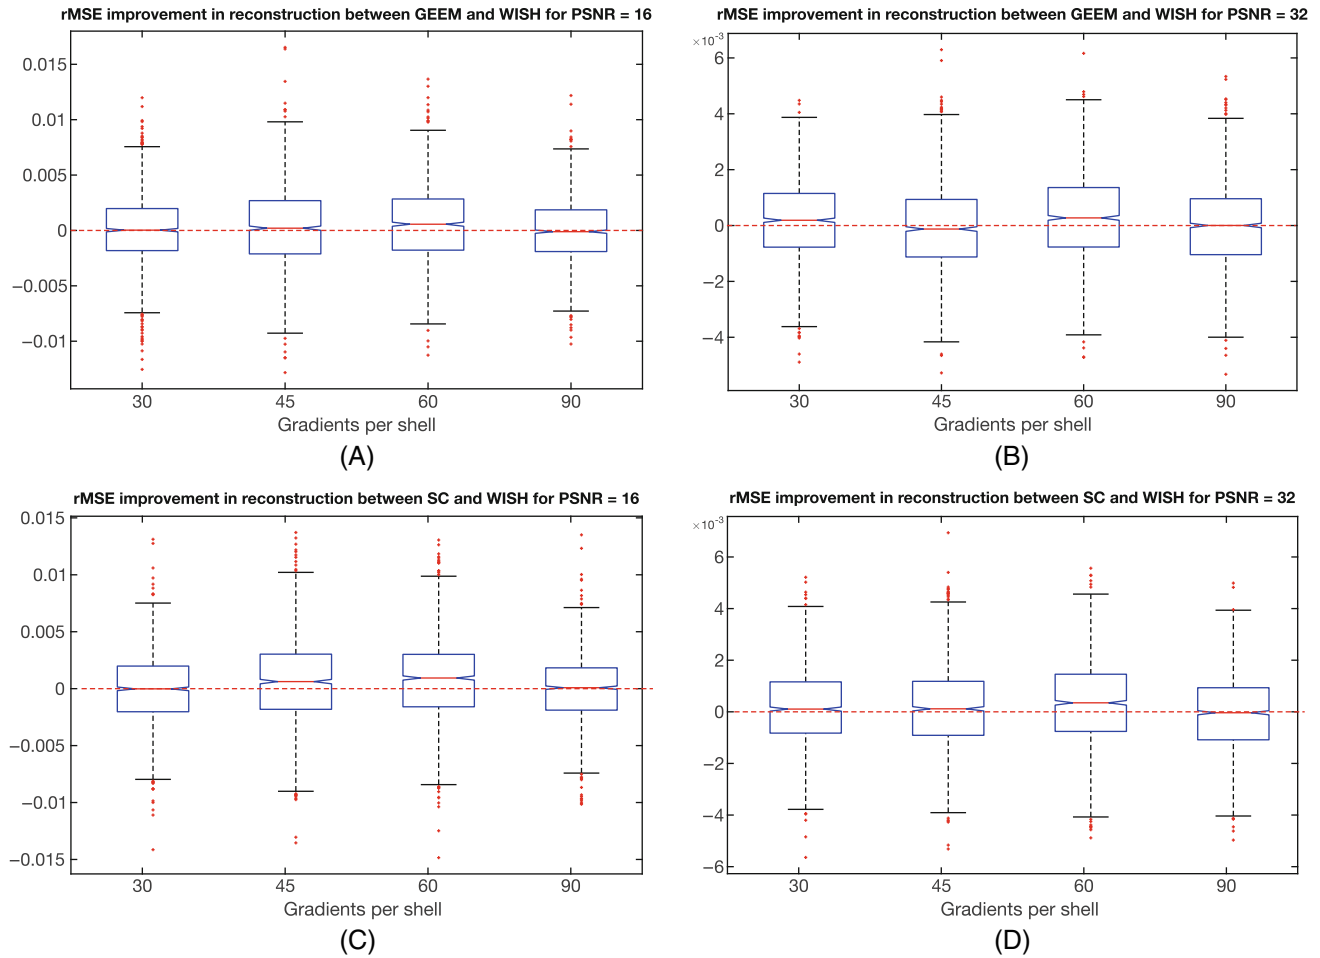 rMSE improvement in reconstruction between GEEM and WISH for PSNR = 16
0.015
0.01
0.005
0
−0.005
−0.01
30 45 60 90
Gradients per shell
(A)
rMSE improvement in reconstruction between GEEM and WISH for PSNR = 32
×10⁻³
6
4
2
0
−2
−4
30 45 60 90
Gradients per shell
(B)
rMSE improvement in reconstruction between SC and WISH for PSNR = 16
0.015
0.01
0.005
0
−0.005
−0.01
−0.015
30 45 60 90
Gradients per shell
(C)
rMSE improvement in reconstruction between SC and WISH for PSNR = 32
×10⁻³
6
4
2
0
−2
−4
−6
30 45 60 90
Gradients per shell
(D)